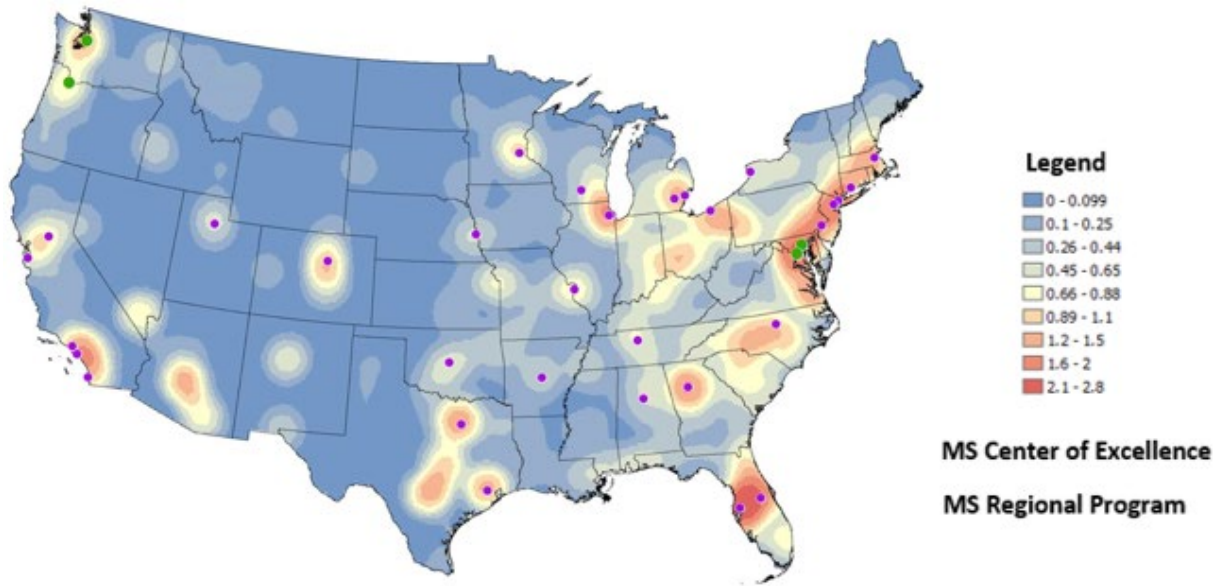 Legend
0 - 0.099
0.1 - 0.25
0.26 - 0.44
0.45 - 0.65
0.66 - 0.88
0.89 - 1.1
1.2 - 1.5
1.6 - 2
2.1 - 2.8
MS Center of Excellence
MS Regional Program